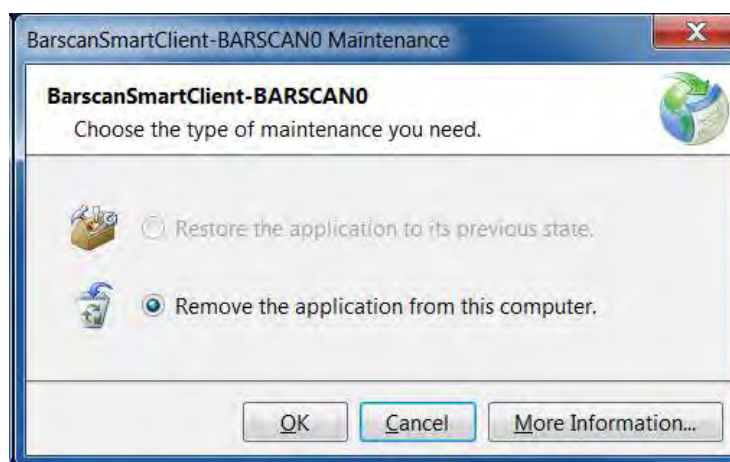 BarscanSmartClient-BARSCAN0 Maintenance
BarscanSmartClient-BARSCAN0
Choose the type of maintenance you need.
Restore the application to its previous state.
Remove the application from this computer.
OK Cancel More Information...